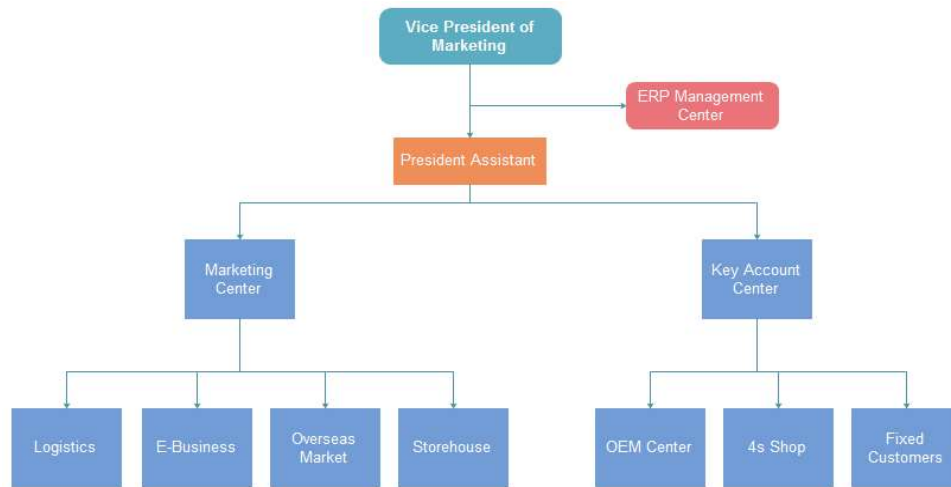 Vice President of
Marketing
ERP Management
Center
President Assistant
Marketing
Center
Key Account
Center
Logistics
E-Business
Overseas
Market
Storehouse
OEM Center
4s Shop
Fixed
Customers